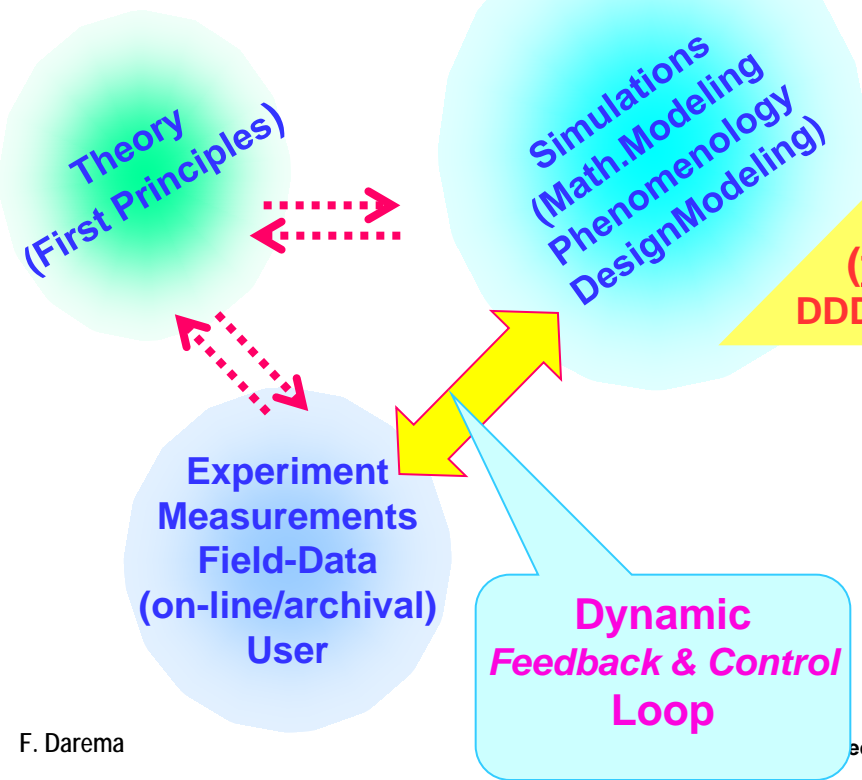 Theory
(First Principles)
Simulations
(Math.Modeling
Phenomenology
DesignModeling)
Experiment
Measurements
Field-Data
(on-line/archival)
User
Dynamic
Feedback & Control
Loop
F. Darema